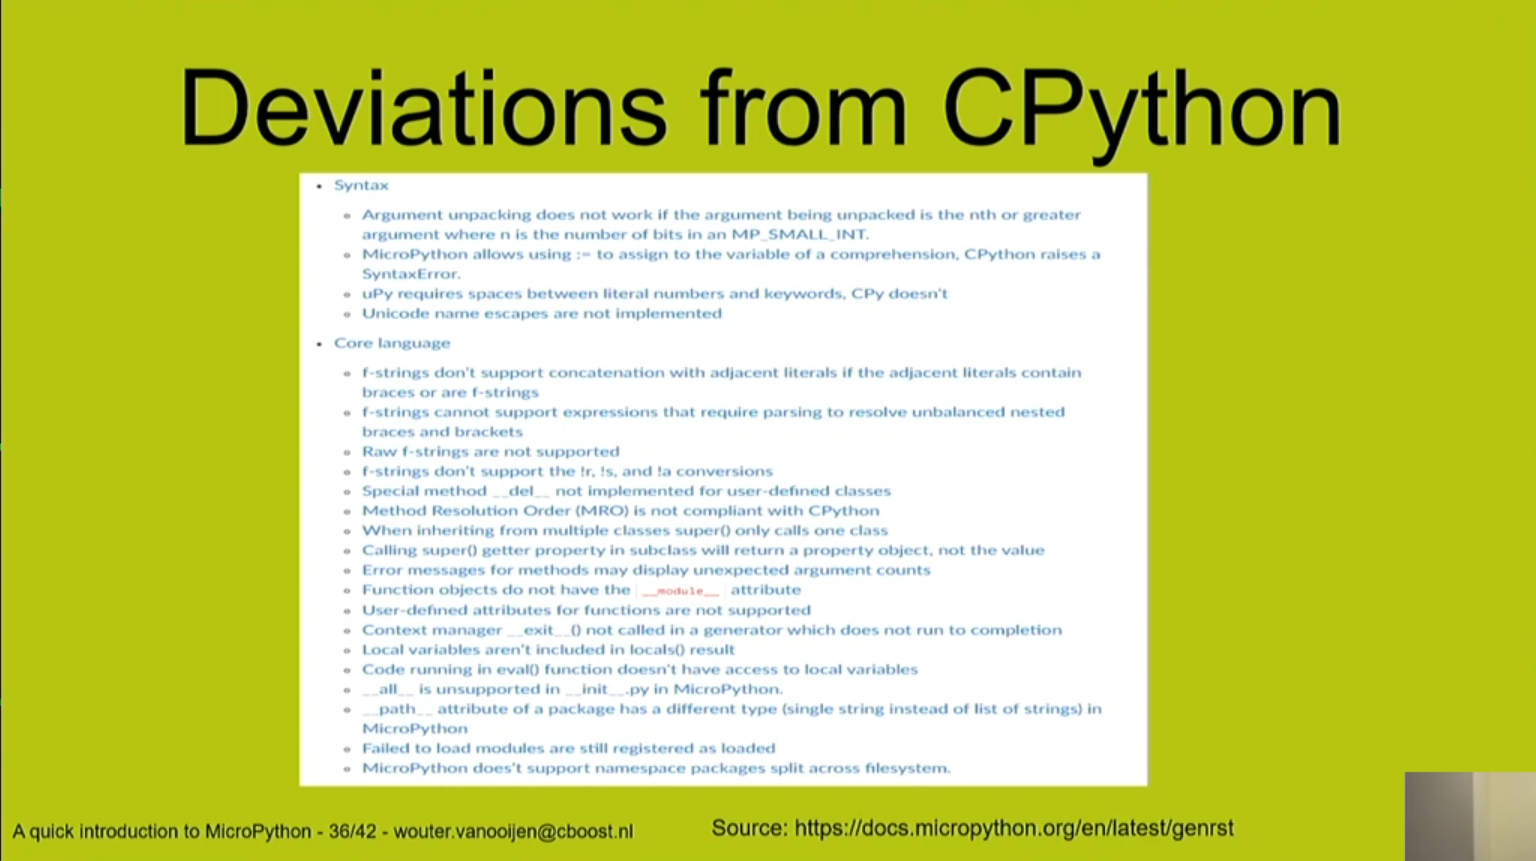 Deviations from CPython
• Syntax
Argument unpacking does not work if the argument being unpacked is the nth or greater
argument where n is the number of bits in an MP_SMALL_INT.
MicroPython allows using := to assign to the variable of a comprehension, CPython raises a
SyntaxError.
uPy requires spaces between literal numbers and keywords, CPy doesn't
Unicode name escapes are not implemented
• Core language
f-strings don't support concatenation with adjacent literals if the adjacent literals contain
braces or are f-strings
f-strings cannot support expressions that require parsing to resolve unbalanced nested
braces and brackets
Raw f-strings are not supported
f-strings don't support the !r, !s, and !a conversions
Special method __del__ not implemented for user-defined classes
Method Resolution Order (MRO) is not compliant with CPython
When inheriting from multiple classes super() only calls one class
Calling super() getter property in subclass will return a property object, not the value
Error messages for methods may display unexpected argument counts
Function objects do not have the __module__ attribute
User-defined attributes for functions are not supported
Context manager __exit__() not called in a generator which does not run to completion
Local variables aren't included in locals() result
Code running in eval() function doesn't have access to local variables
__all__ is unsupported in __init__.py in MicroPython.
__path__ attribute of a package has a different type (single string instead of list of strings) in
MicroPython
Failed to load modules are still registered as loaded
MicroPython does't support namespace packages split across filesystem.
A quick introduction to MicroPython - 36/42 - wouter.vanooijen@cboost.nl
Source: https://docs.micropython.org/en/latest/genrst